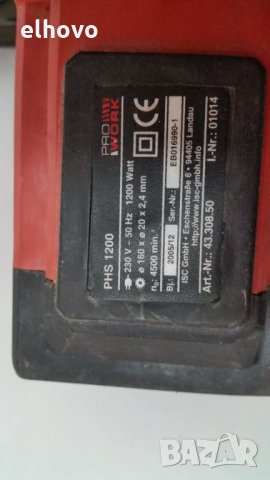 elhovo
PRO WORK
CE
PHS 1200
230 V ~ 50 Hz 1200 Watt
ø 160 x ø 20 x 2,4 mm
n₀: 4500 min.⁻¹
Bj.: 2005/12 Ser.-Nr.: EB016990-1
ISC GmbH • Eschenstraße 6 • 94405 Landau
http://www.isc-gmbh.info
Art.-Nr.: 43.308.50 I.-Nr.: 01014
bazar
БАЗАР